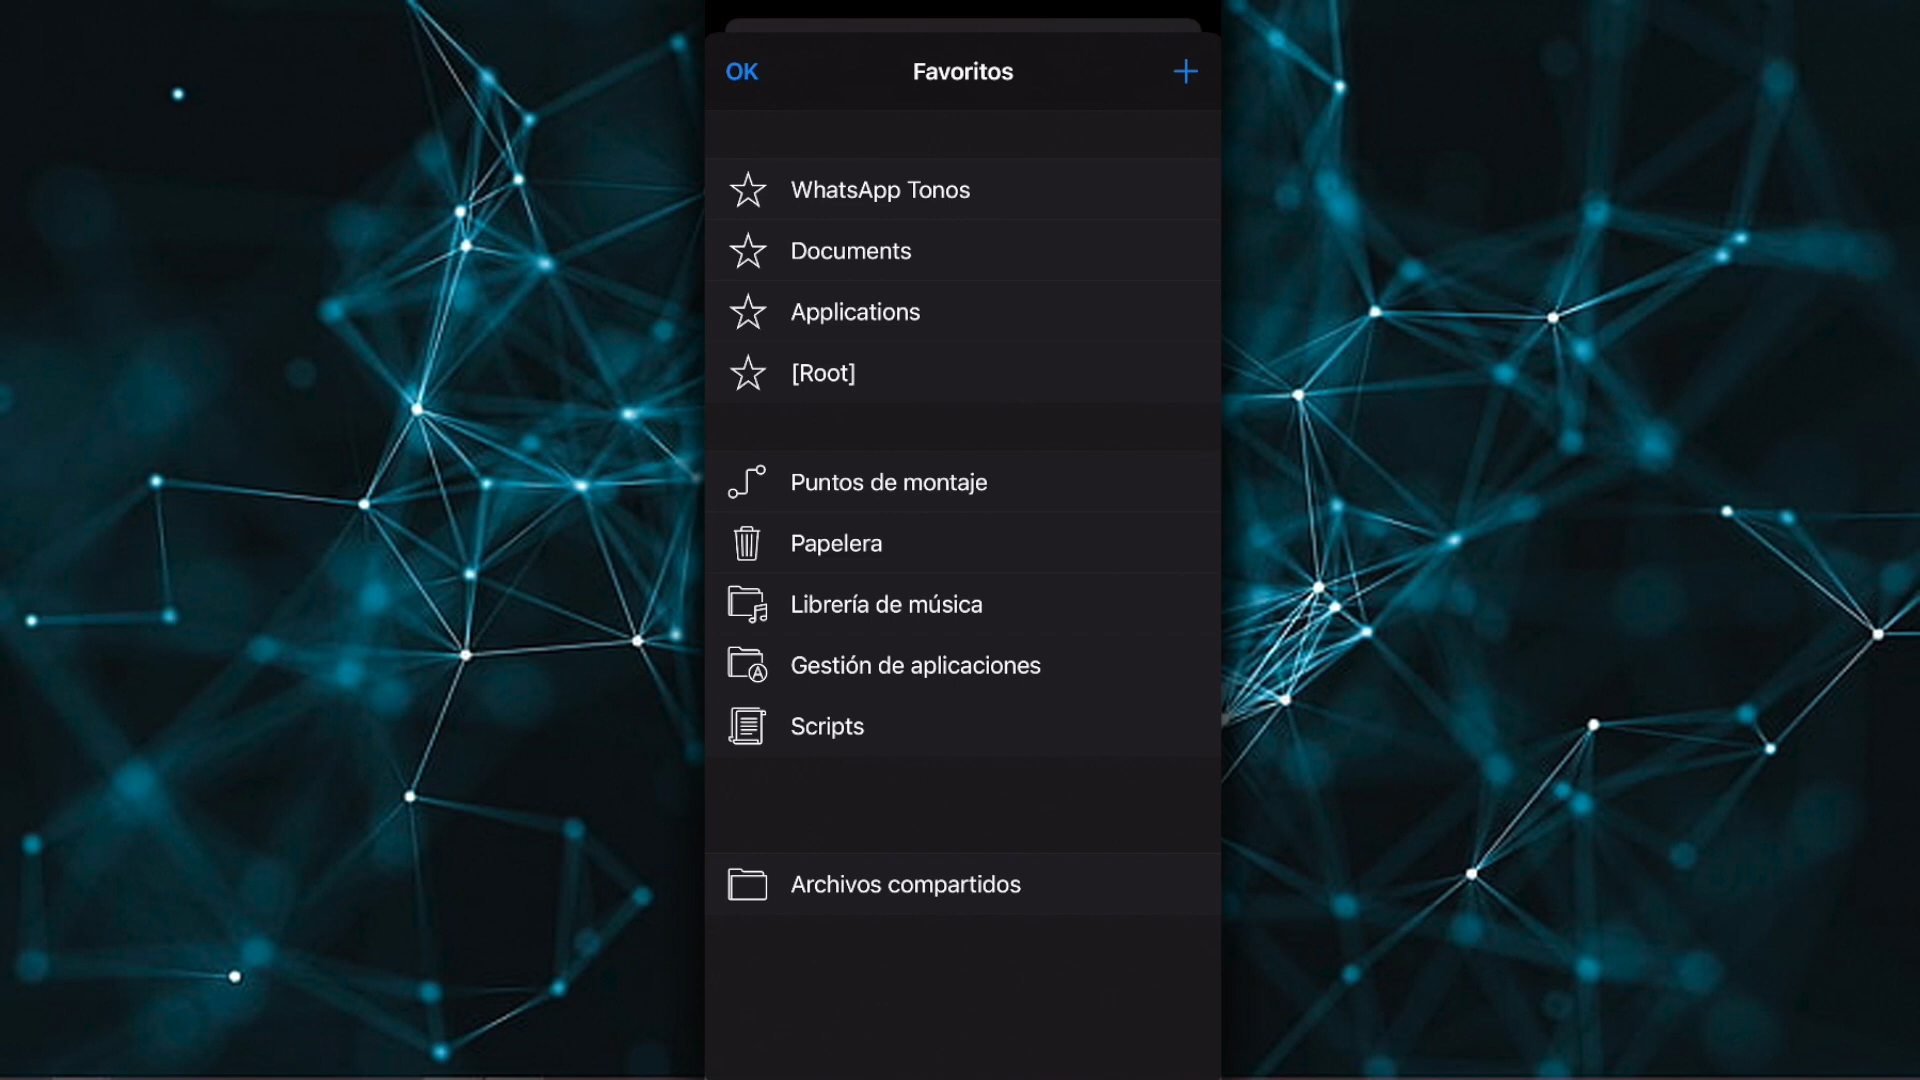 OK Favoritos +
WhatsApp Tonos
Documents
Applications
[Root]
Puntos de montaje
Papelera
Librería de música
Gestión de aplicaciones
Scripts
Archivos compartidos